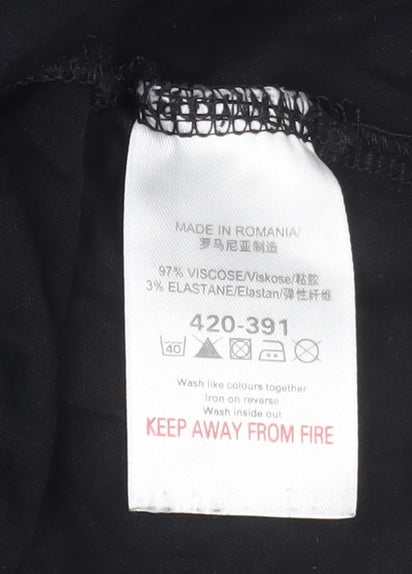 MADE IN ROMANIA/
罗马尼亚制造
97% VISCOSE/Viskose/粘胶
3% ELASTANE/Elastan/弹性纤维
420-391
40
Wash like colours together
Iron on reverse
Wash inside out
KEEP AWAY FROM FIRE